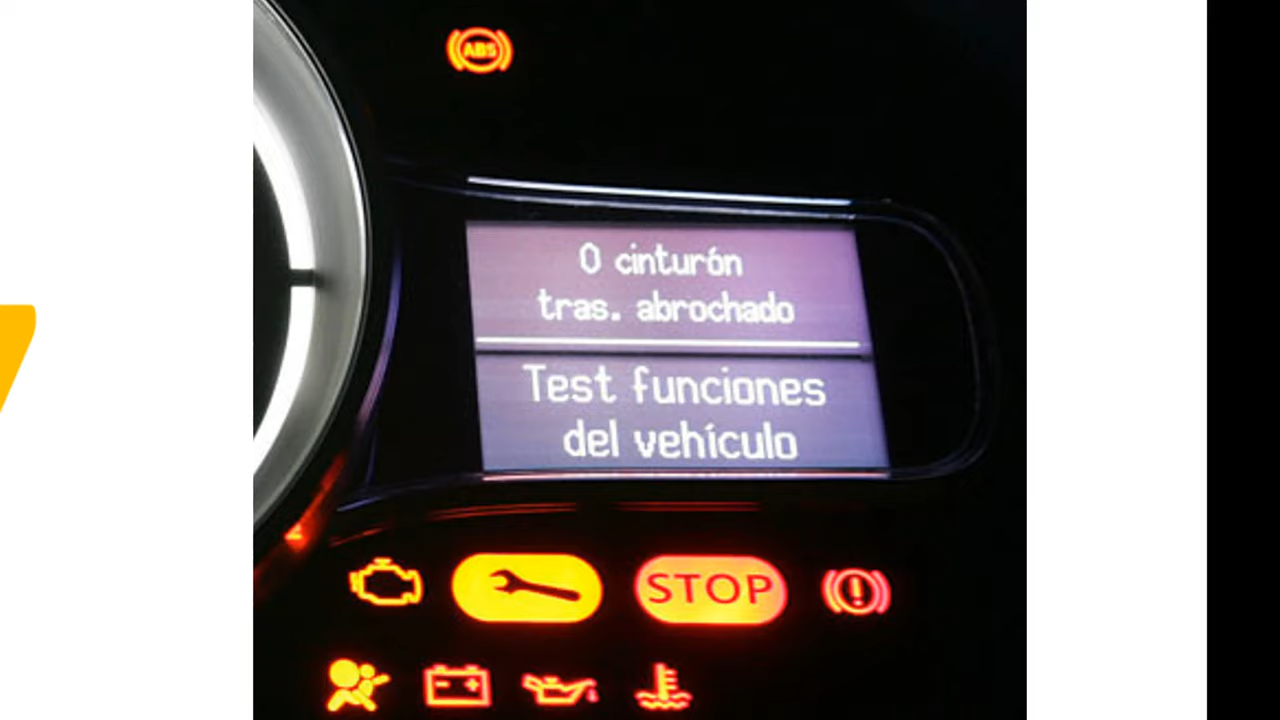 ABS
0 cinturón
tras. abrochado
Test funciones
del vehículo
STOP